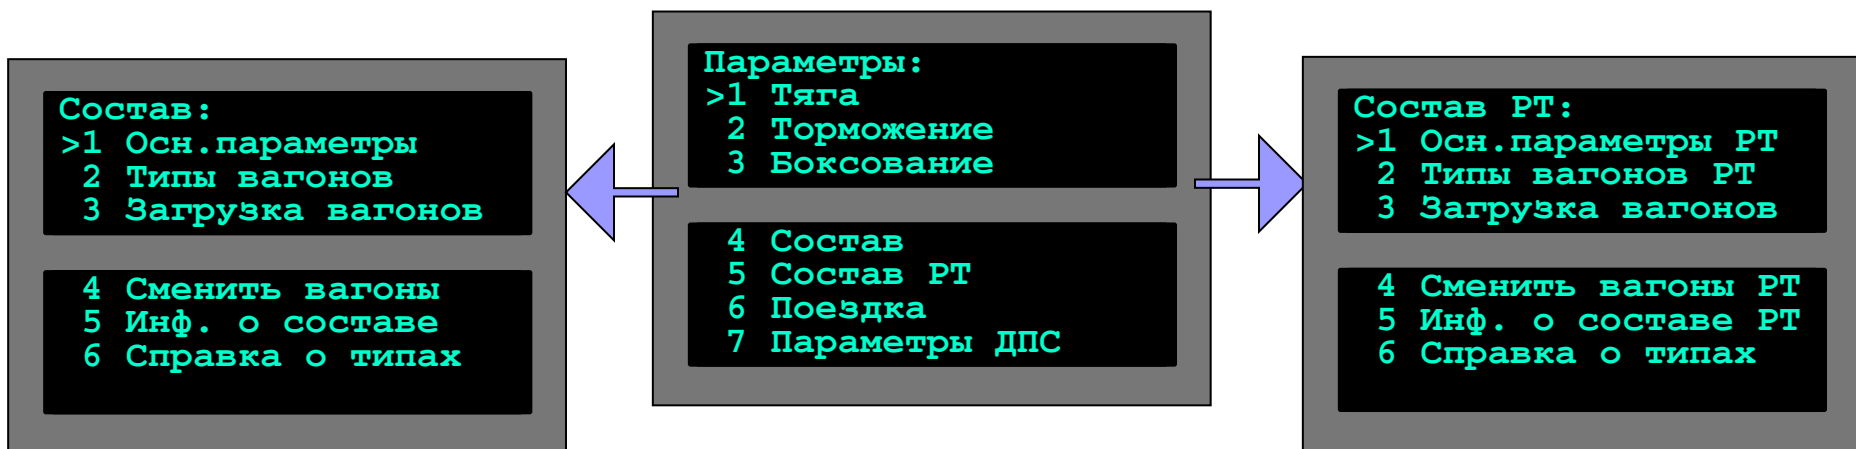 Состав:
>1 Осн.параметры
2 Типы вагонов
3 Загрузка вагонов
4 Сменить вагоны
5 Инф. о составе
6 Справка о типах
Параметры:
>1 Тяга
2 Торможение
3 Боксование
4 Состав
5 Состав РТ
6 Поездка
7 Параметры ДПС
Состав РТ:
>1 Осн.параметры РТ
2 Типы вагонов РТ
3 Загрузка вагонов
4 Сменить вагоны РТ
5 Инф. о составе РТ
6 Справка о типах